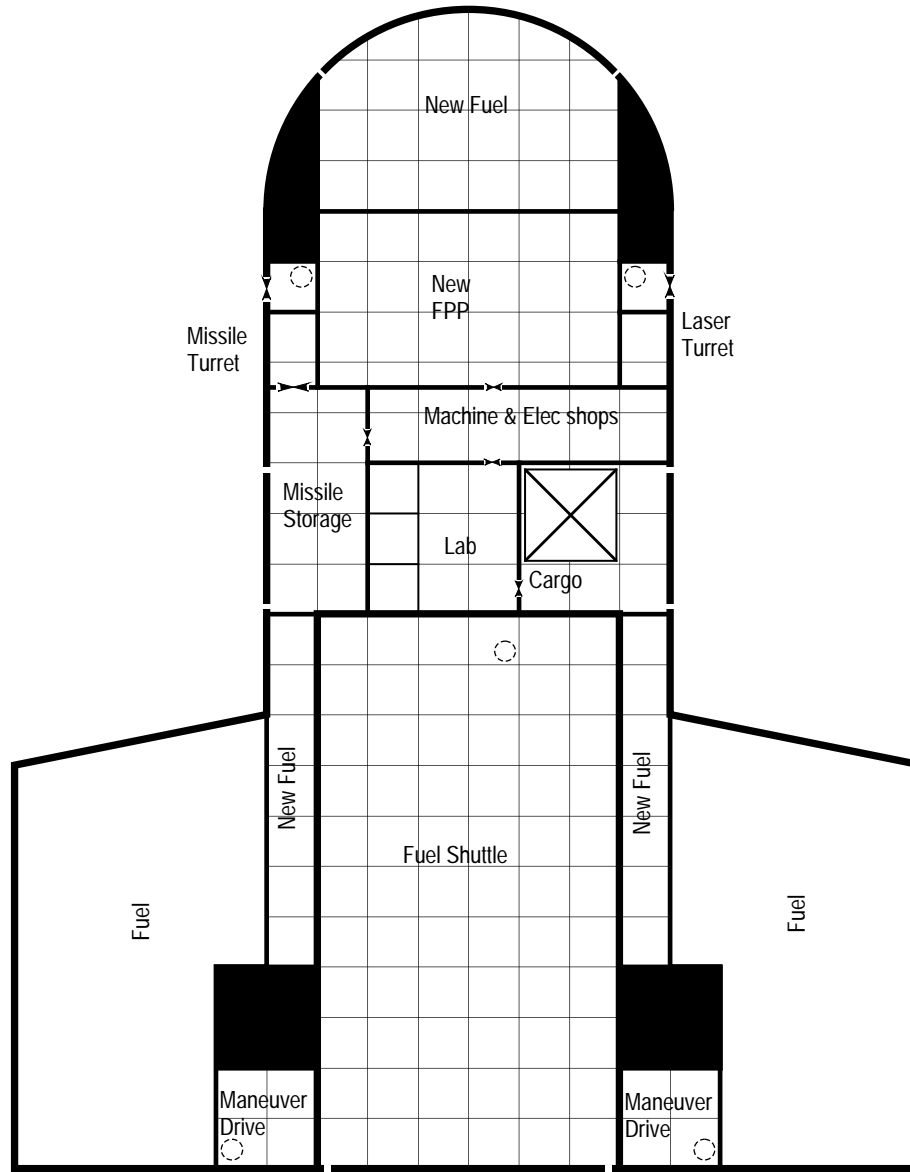 New Fuel
New
FPP
Missile
Turret
Laser
Turret
Machine & Elec shops
Missile
Storage
Lab
Cargo
New Fuel
New Fuel
Fuel Shuttle
Fuel
Fuel
Maneuver
Drive
Maneuver
Drive